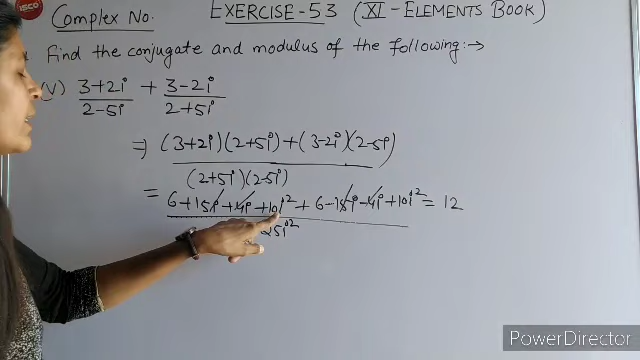 ISCO Complex No. EXERCISE-53 (XI-ELEMENTS BOOK)
Find the conjugate and modulus of the following:→
(V) 3+2i/2-5i + 3-2i/2+5i
⇒ (3+2i)(2+5i)+(3-2i)(2-5i)
(2+5i)(2-5i)
= 6+15i+4i+10i² + 6-15i-4i+10i² = 12
25i²
PowerDirector